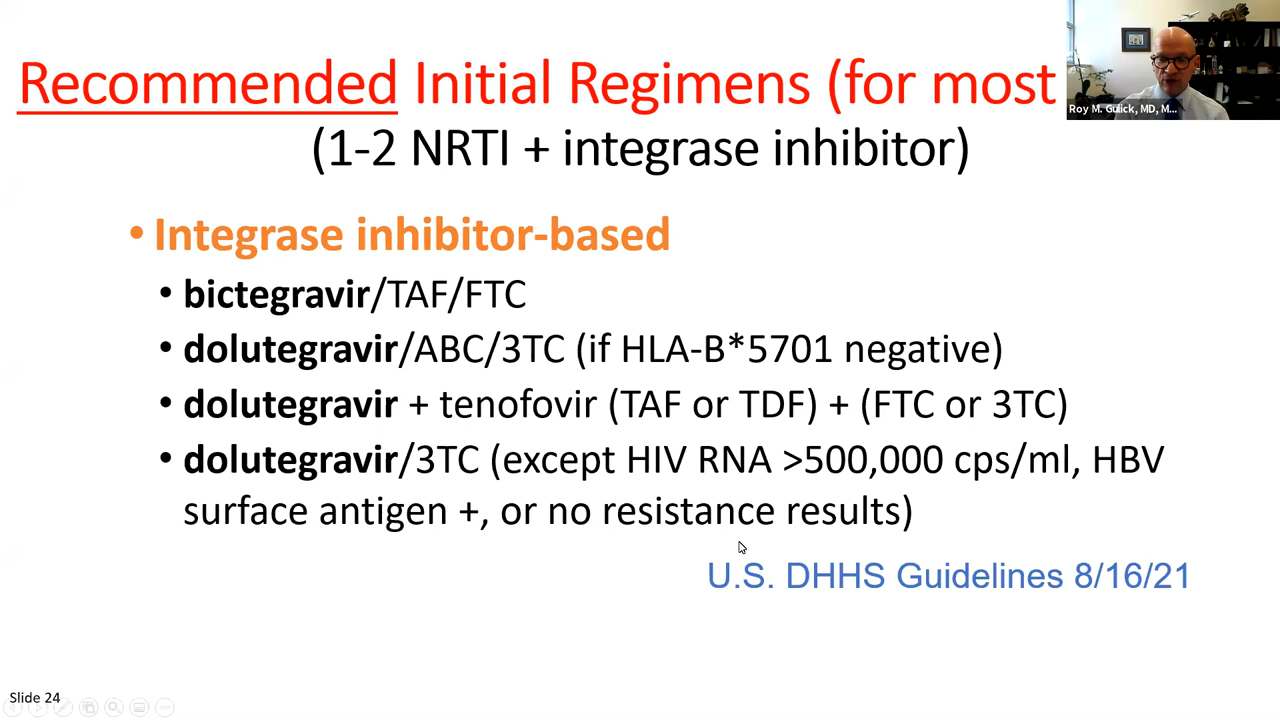 Recommended Initial Regimens (for most
(1-2 NRTI + integrase inhibitor)
Roy M. Gulick, MD, M...
• Integrase inhibitor-based
• bictegravir/TAF/FTC
• dolutegravir/ABC/3TC (if HLA-B*5701 negative)
• dolutegravir + tenofovir (TAF or TDF) + (FTC or 3TC)
• dolutegravir/3TC (except HIV RNA >500,000 cps/ml, HBV
surface antigen +, or no resistance results)
U.S. DHHS Guidelines 8/16/21
Slide 24